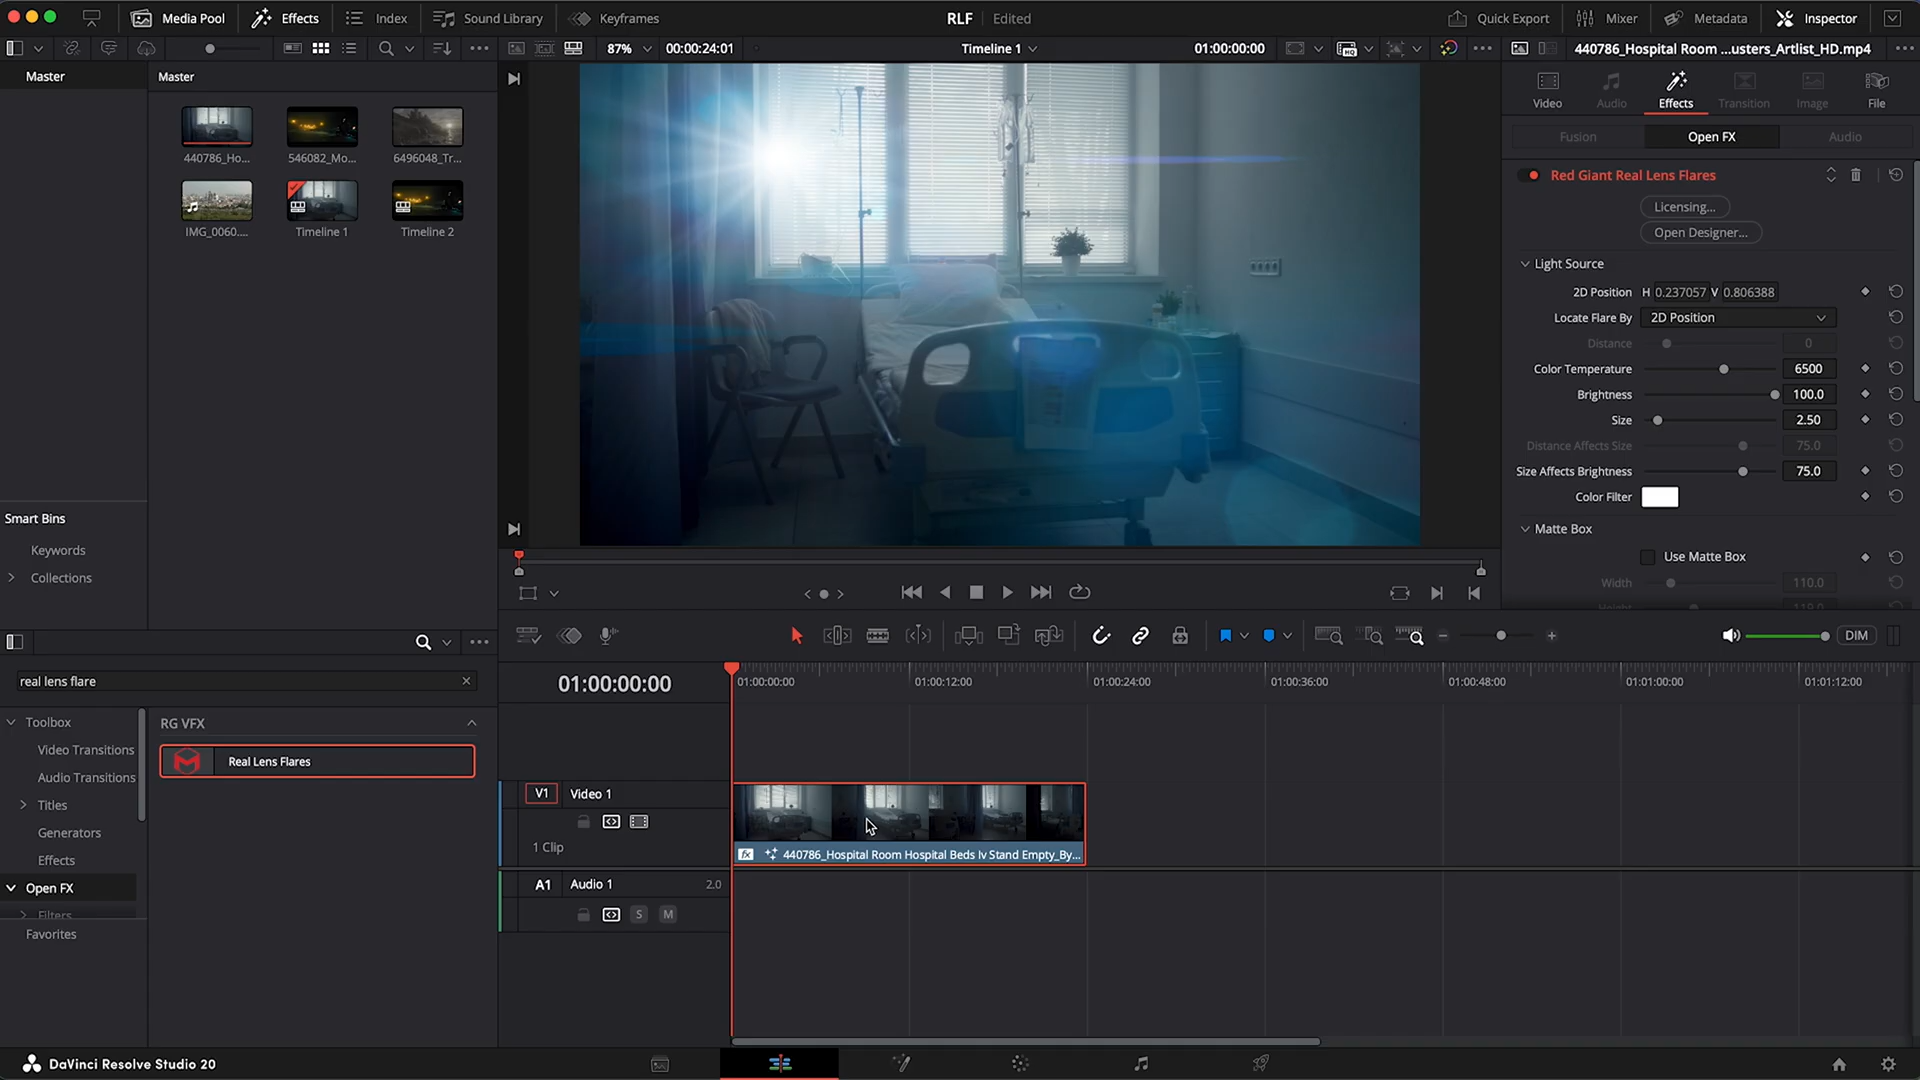 Media Pool Effects Index Sound Library Keyframes RLF Edited Quick Export Mixer Metadata Inspector
87% 00:00:24:01 Timeline 1 01:00:00:00 440786_Hospital Room ...usters_Artlist_HD.mp4
Master Master
Video Audio Effects Transition Image File
Fusion Open FX Audio
440786_Ho... 546082_Mo... 6496048_Tr...
Red Giant Real Lens Flares
Licensing...
Open Designer...
IMG_0060.... Timeline 1 Timeline 2
Light Source
2D Position H 0.237057 V 0.806388
Locate Flare By 2D Position
Distance 0
Color Temperature 6500
Brightness 100.0
Size 2.50
Distance Affects Size 75.0
Size Affects Brightness 75.0
Color Filter
Matte Box
Use Matte Box
Width 110.0
Height 119.0
Smart Bins
Keywords
Collections
DIM
real lens flare
01:00:00:00 01:00:00:00 01:00:12:00 01:00:24:00 01:00:36:00 01:00:48:00 01:01:00:00 01:01:12:00
Toolbox RG VFX
Video Transitions Real Lens Flares
Audio Transitions
Titles
Generators
Effects
Open FX
Filters
Favorites
V1 Video 1
1 Clip
fx 440786_Hospital Room Hospital Beds Iv Stand Empty_By...
A1 Audio 1 2.0
S M
DaVinci Resolve Studio 20